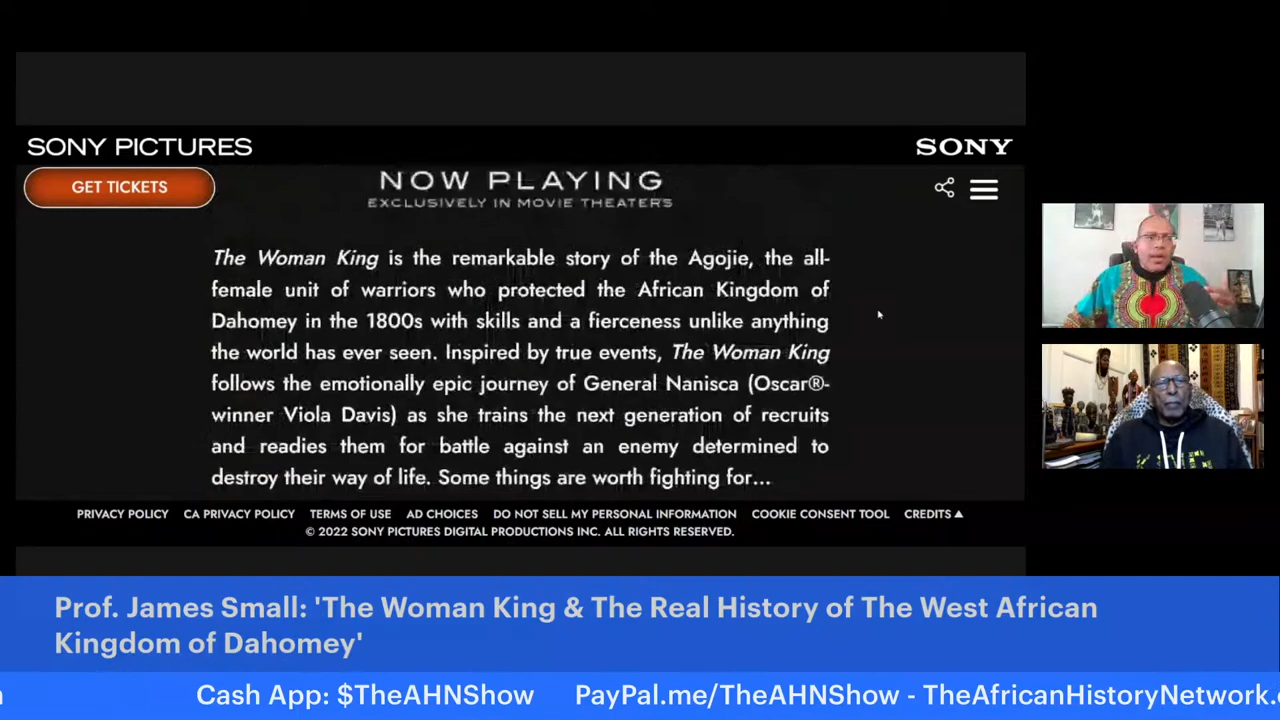 SONY PICTURES
SONY
GET TICKETS
NOW PLAYING
EXCLUSIVELY IN MOVIE THEATERS
The Woman King is the remarkable story of the Agojie, the all-
female unit of warriors who protected the African Kingdom of
Dahomey in the 1800s with skills and a fierceness unlike anything
the world has ever seen. Inspired by true events, The Woman King
follows the emotionally epic journey of General Nanisca (Oscar®-
winner Viola Davis) as she trains the next generation of recruits
and readies them for battle against an enemy determined to
destroy their way of life. Some things are worth fighting for...
PRIVACY POLICY CA PRIVACY POLICY TERMS OF USE AD CHOICES DO NOT SELL MY PERSONAL INFORMATION COOKIE CONSENT TOOL CREDITS ▲
© 2022 SONY PICTURES DIGITAL PRODUCTIONS INC. ALL RIGHTS RESERVED.
Prof. James Small: 'The Woman King & The Real History of The West African
Kingdom of Dahomey'
Cash App: $TheAHNShow PayPal.me/TheAHNShow - TheAfricanHistoryNetwork.